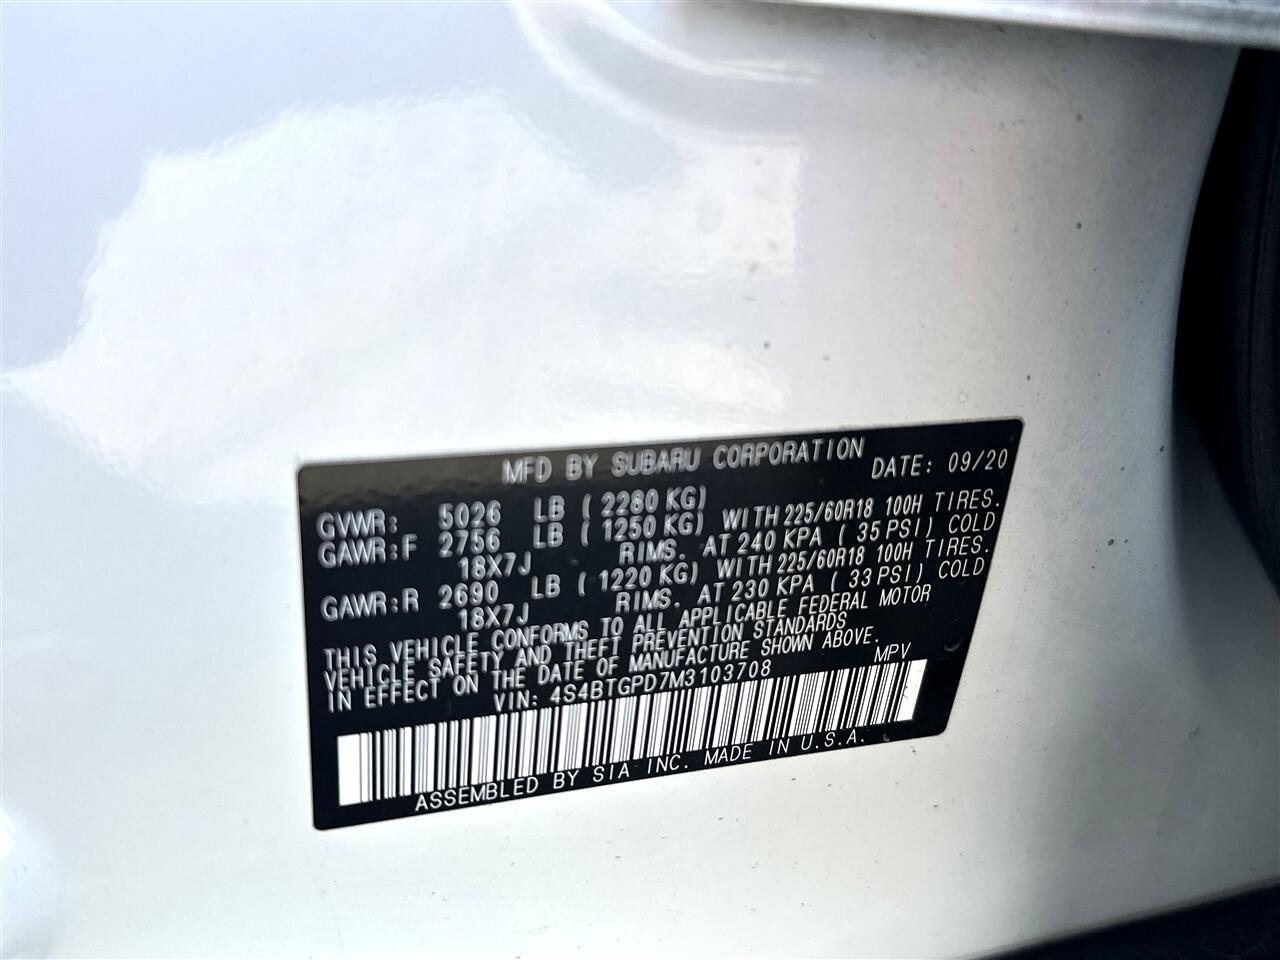 MFD BY SUBARU CORPORATION DATE: 09/20
GVWR: 5026 LB ( 2280 KG)
GAWR:F 2756 LB ( 1250 KG) WITH 225/60R18 100H TIRES.
18X7J RIMS. AT 240 KPA ( 35 PSI) COLD
GAWR:R 2690 LB ( 1220 KG) WITH 225/60R18 100H TIRES.
18X7J RIMS. AT 230 KPA ( 33 PSI) COLD
THIS VEHICLE CONFORMS TO ALL APPLICABLE FEDERAL MOTOR
VEHICLE SAFETY AND THEFT PREVENTION STANDARDS
IN EFFECT ON THE DATE OF MANUFACTURE SHOWN ABOVE.
VIN: 4S4BTGPD7M3103708 MPV
ASSEMBLED BY SIA INC. MADE IN U.S.A.